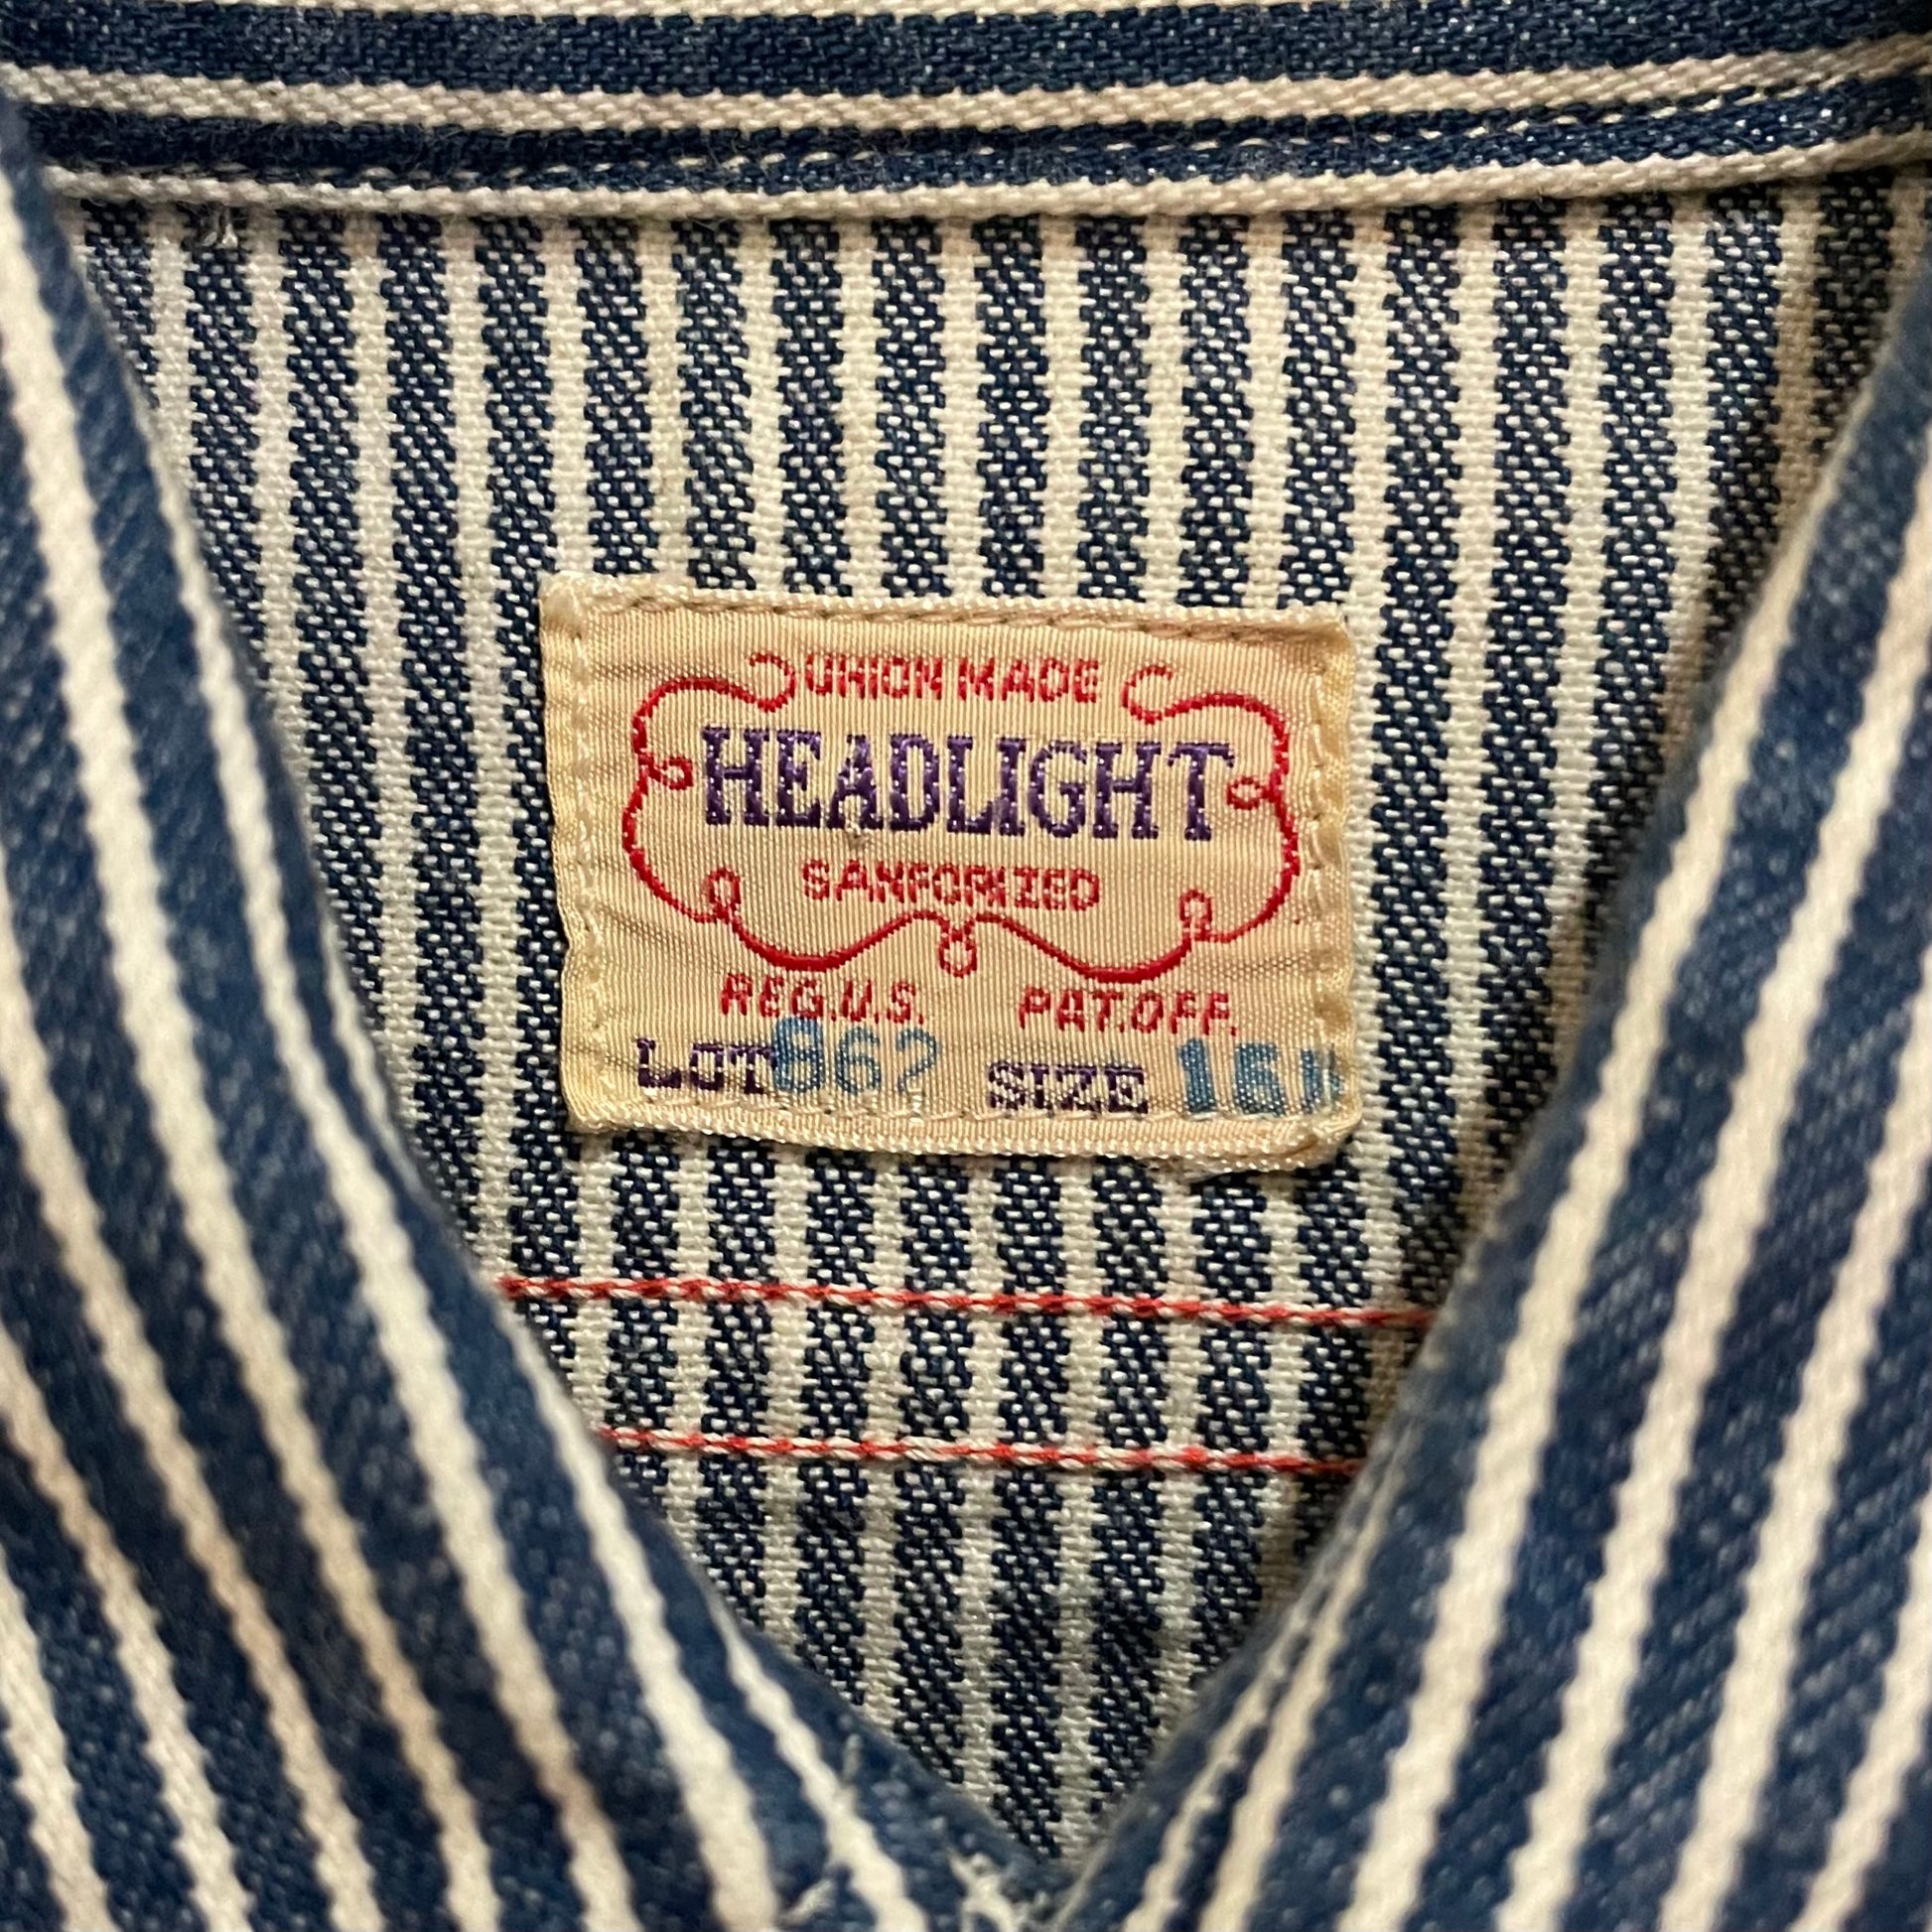 UNION MADE
HEADLIGHT
SANFORIZED
REG.U.S. PAT.OFF.
LOT 862 SIZE